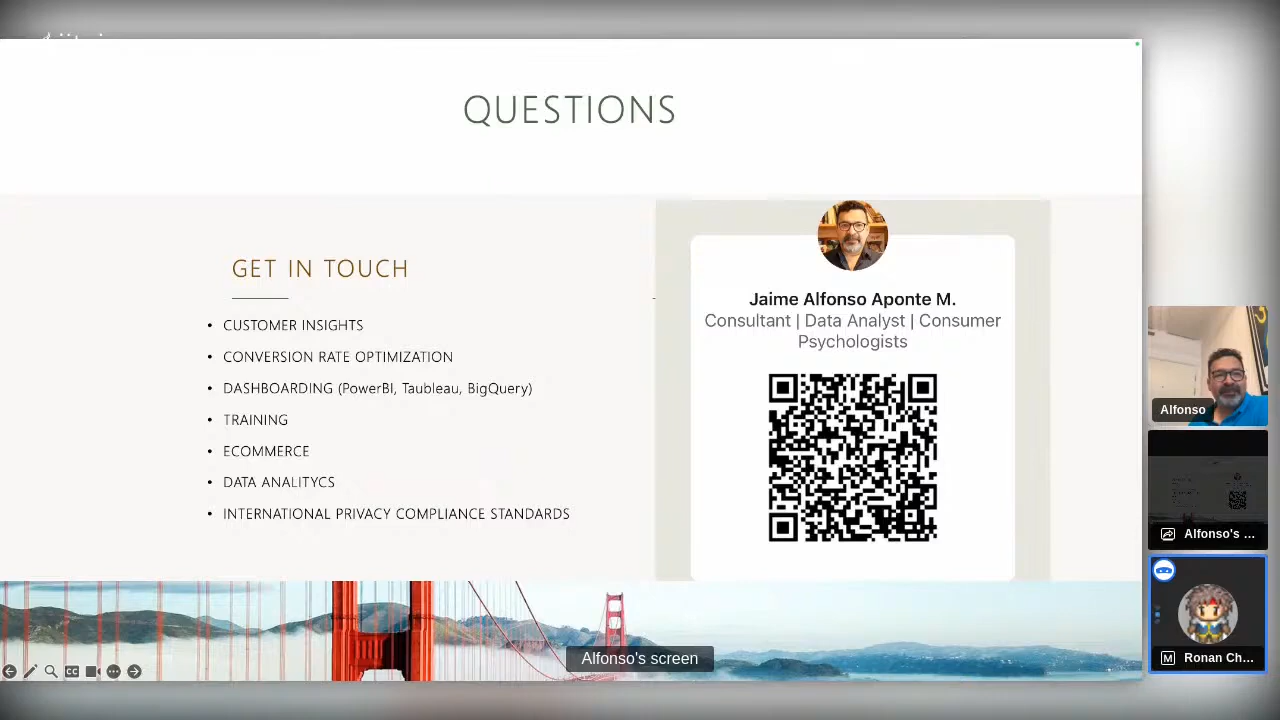 QUESTIONS
GET IN TOUCH
• CUSTOMER INSIGHTS
• CONVERSION RATE OPTIMIZATION
• DASHBOARDING (PowerBI, Taubleau, BigQuery)
• TRAINING
• ECOMMERCE
• DATA ANALITYCS
• INTERNATIONAL PRIVACY COMPLIANCE STANDARDS
Jaime Alfonso Aponte M.
Consultant | Data Analyst | Consumer
Psychologists
Alfonso
Alfonso's ...
M Ronan Ch...
CC
Alfonso's screen